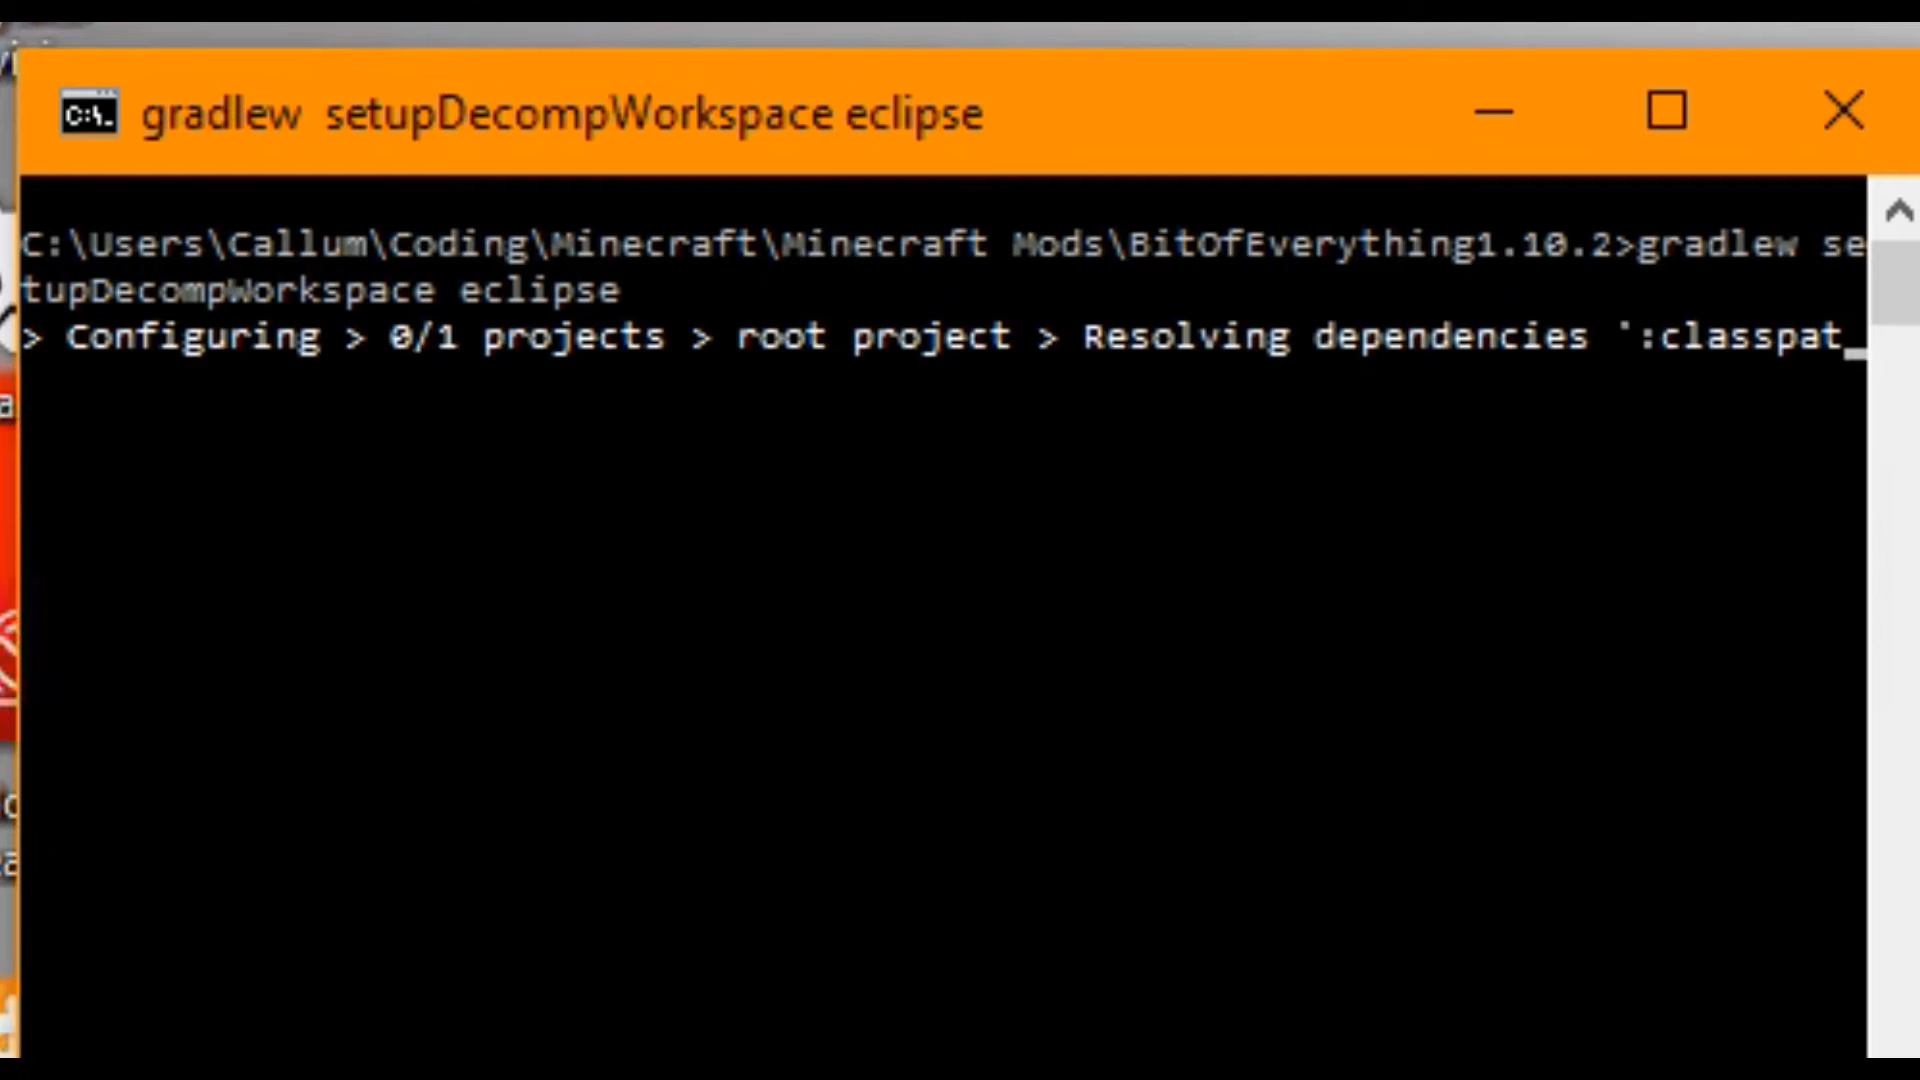 gradlew  setupDecompWorkspace eclipse
C:\Users\Callum\Coding\Minecraft\Minecraft Mods\BitOfEverything1.10.2>gradlew se
tupDecompWorkspace eclipse
> Configuring > 0/1 projects > root project > Resolving dependencies ':classpat_